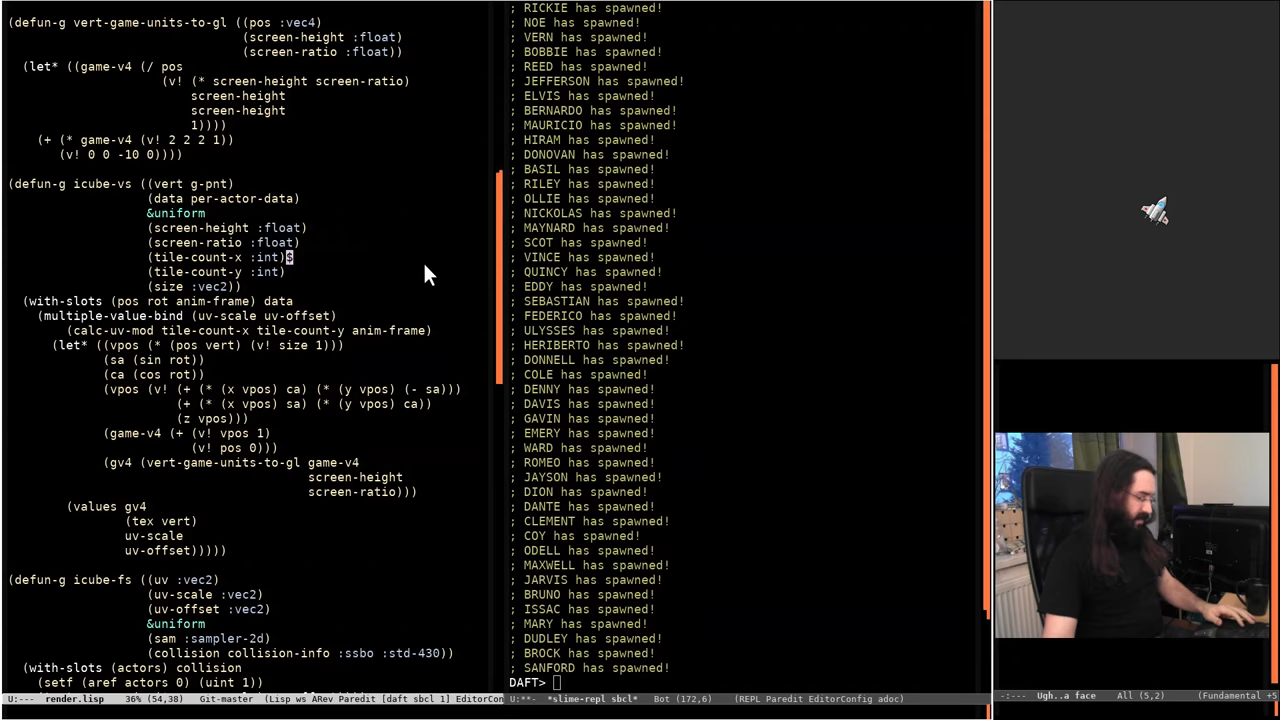 (defun-g vert-game-units-to-gl ((pos :vec4)
(screen-height :float)
(screen-ratio :float))
(let* ((game-v4 (/ pos
(v! (* screen-height screen-ratio)
screen-height
screen-height
1))))
(+ (* game-v4 (v! 2 2 2 1))
(v! 0 0 -10 0))))
(defun-g icube-vs ((vert g-pnt)
(data per-actor-data)
&uniform
(screen-height :float)
(screen-ratio :float)
(tile-count-x :int)$
(tile-count-y :int)
(size :vec2))
(with-slots (pos rot anim-frame) data
(multiple-value-bind (uv-scale uv-offset)
(calc-uv-mod tile-count-x tile-count-y anim-frame)
(let* ((vpos (* (pos vert) (v! size 1)))
(sa (sin rot))
(ca (cos rot))
(vpos (v! (+ (* (x vpos) ca) (* (y vpos) (- sa)))
(+ (* (x vpos) sa) (* (y vpos) ca))
(z vpos)))
(game-v4 (+ (v! vpos 1)
(v! pos 0)))
(gv4 (vert-game-units-to-gl game-v4
screen-height
screen-ratio)))
(values gv4
(tex vert)
uv-scale
uv-offset)))))
(defun-g icube-fs ((uv :vec2)
(uv-scale :vec2)
(uv-offset :vec2)
&uniform
(sam :sampler-2d)
(collision collision-info :ssbo :std-430))
(with-slots (actors) collision
(setf (aref actors 0) (uint 1))
U:--- render.lisp 36% (54,38) Git-master (Lisp ws ARev Paredit [daft sbcl 1] EditorCon
; RICKIE has spawned!
; NOE has spawned!
; VERN has spawned!
; BOBBIE has spawned!
; REED has spawned!
; JEFFERSON has spawned!
; ELVIS has spawned!
; BERNARDO has spawned!
; MAURICIO has spawned!
; HIRAM has spawned!
; DONOVAN has spawned!
; BASIL has spawned!
; RILEY has spawned!
; OLLIE has spawned!
; NICKOLAS has spawned!
; MAYNARD has spawned!
; SCOT has spawned!
; VINCE has spawned!
; QUINCY has spawned!
; EDDY has spawned!
; SEBASTIAN has spawned!
; FEDERICO has spawned!
; ULYSSES has spawned!
; HERIBERTO has spawned!
; DONNELL has spawned!
; COLE has spawned!
; DENNY has spawned!
; DAVIS has spawned!
; GAVIN has spawned!
; EMERY has spawned!
; WARD has spawned!
; ROMEO has spawned!
; JAYSON has spawned!
; DION has spawned!
; DANTE has spawned!
; CLEMENT has spawned!
; COY has spawned!
; ODELL has spawned!
; MAXWELL has spawned!
; JARVIS has spawned!
; BRUNO has spawned!
; ISSAC has spawned!
; MARY has spawned!
; DUDLEY has spawned!
; BROCK has spawned!
; SANFORD has spawned!
DAFT>
U:**- *slime-repl sbcl* Bot (172,6) (REPL Paredit EditorConfig adoc)
-:--- Ugh..a face All (5,2) (Fundamental +5